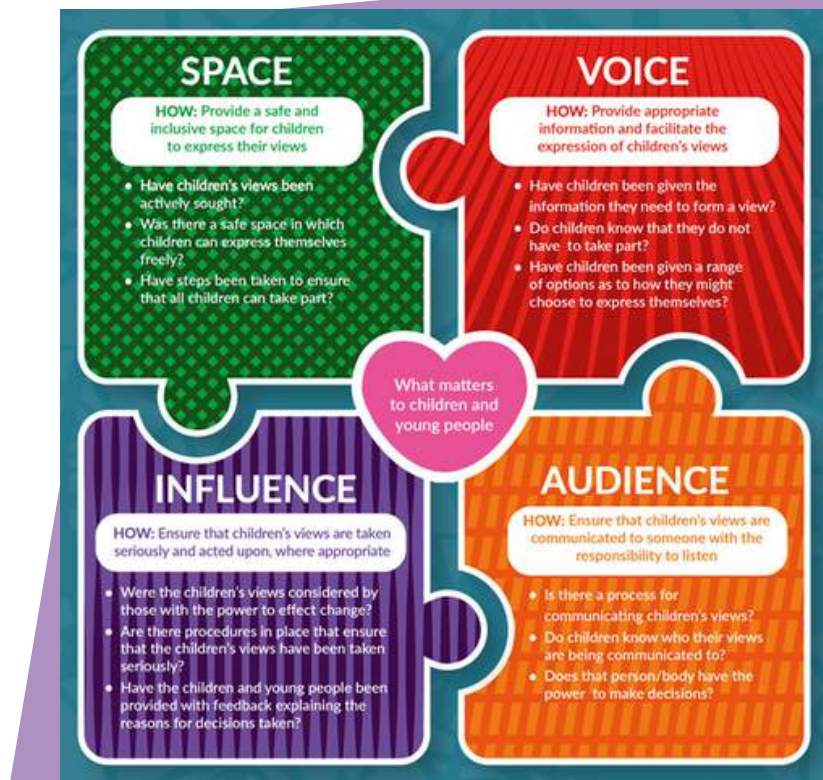 SPACE
HOW: Provide a safe and
inclusive space for children
to express their views
• Have children's views been
actively sought?
• Was there a safe space in which
children can express themselves
freely?
• Have steps been taken to ensure
that all children can take part?
VOICE
HOW: Provide appropriate
information and facilitate the
expression of children's views
• Have children been given the
information they need to form a view?
• Do children know that they do not
have to take part?
• Have children been given a range
of options as to how they might
choose to express themselves?
What matters
to children and
young people
INFLUENCE
HOW: Ensure that children's views are taken
seriously and acted upon, where appropriate
• Were the children's views considered by
those with the power to effect change?
• Are there procedures in place that ensure
that the children's views have been taken
seriously?
• Have the children and young people been
provided with feedback explaining the
reasons for decisions taken?
AUDIENCE
HOW: Ensure that children's views are
communicated to someone with the
responsibility to listen
• Is there a process for
communicating children's views?
• Do children know who their views
are being communicated to?
• Does that person/body have the
power to make decisions?